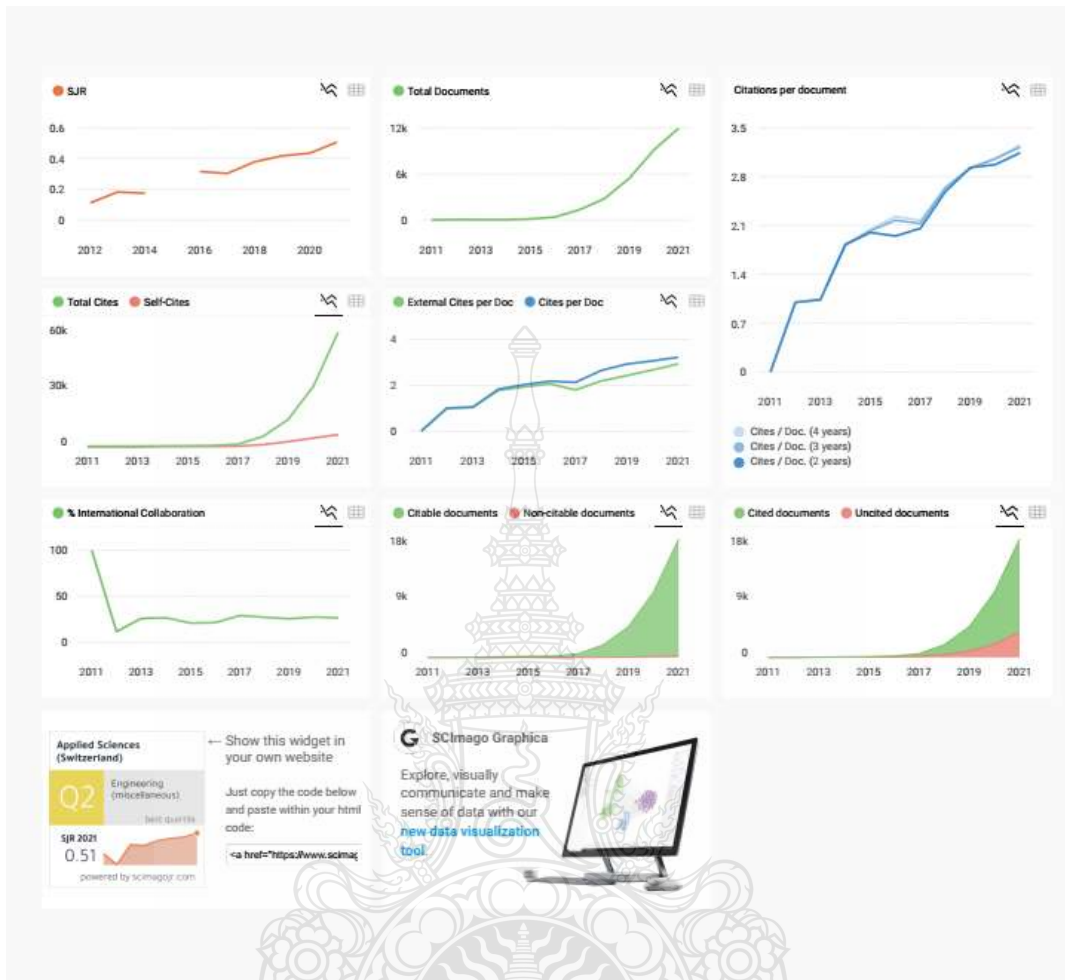 SJR
0.6
0.4
0.2
0
2012 2014 2016 2018 2020
Total Documents
12k
6k
0
2011 2013 2015 2017 2019 2021
Citations per document
3.5
2.8
2.1
1.4
0.7
0
2011 2013 2015 2017 2019 2021
Cites / Doc. (4 years)
Cites / Doc. (3 years)
Cites / Doc. (2 years)
Total Cites Self-Cites
60k
30k
0
2011 2013 2015 2017 2019 2021
External Cites per Doc Cites per Doc
4
2
0
2011 2013 2015 2017 2019 2021
% International Collaboration
100
50
0
2011 2013 2015 2017 2019 2021
Citable documents Non-citable documents
18k
9k
0
2011 2013 2015 2017 2019 2021
Cited documents Uncited documents
18k
9k
0
2011 2013 2015 2017 2019 2021
Applied Sciences
(Switzerland)
Q2
Engineering
(miscellaneous)
best quartile
SJR 2021
0.51
powered by scimagojr.com
← Show this widget in
your own website
Just copy the code below
and paste within your html
code:
<a href="https://www.scimag
SCImago Graphica
Explore, visually
communicate and make
sense of data with our
new data visualization
tool.